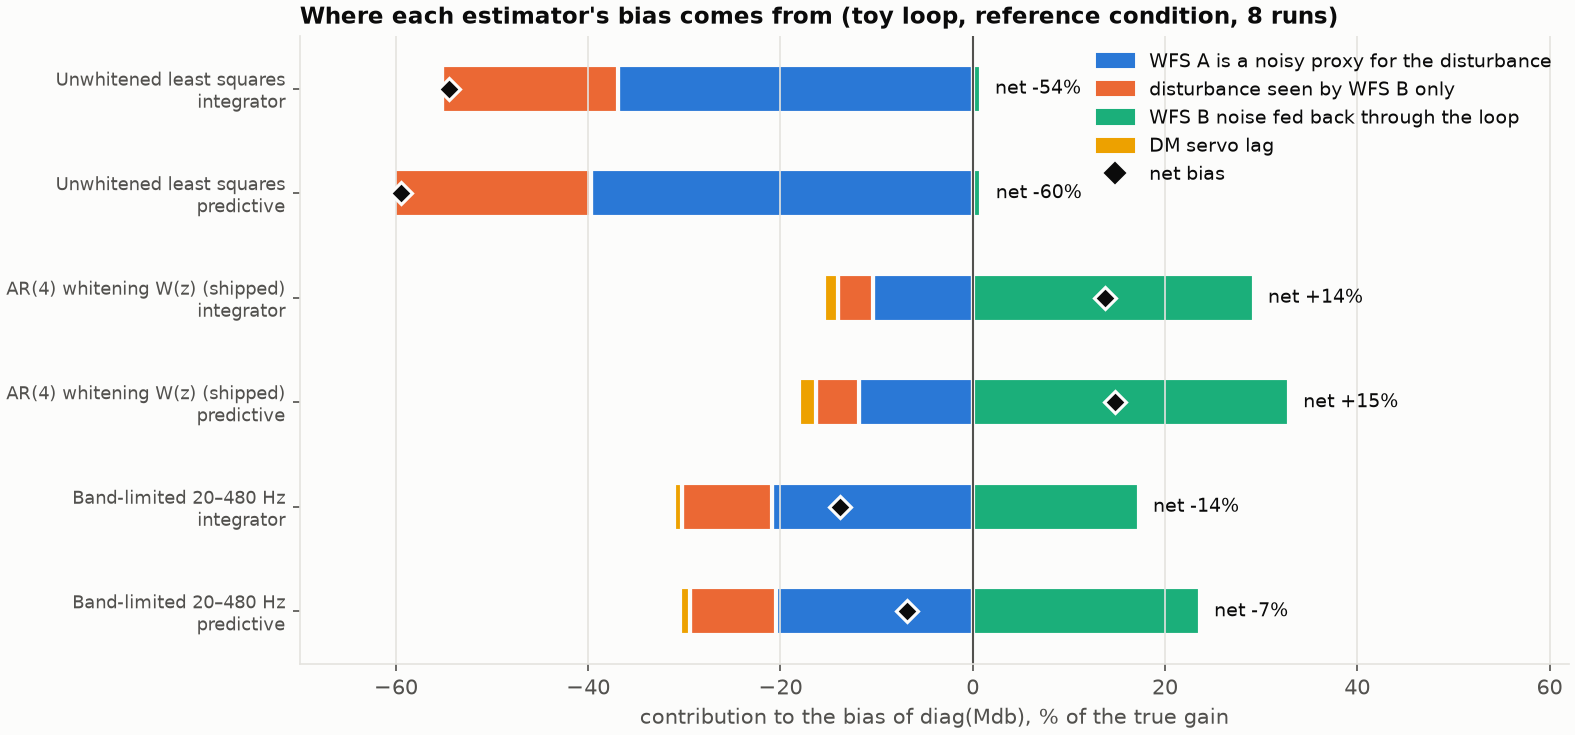 Where each estimator's bias comes from (toy loop, reference condition, 8 runs)
WFS A is a noisy proxy for the disturbance
disturbance seen by WFS B only
WFS B noise fed back through the loop
DM servo lag
net bias
Unwhitened least squares
integrator
net -54%
Unwhitened least squares
predictive
net -60%
AR(4) whitening W(z) (shipped)
integrator
net +14%
AR(4) whitening W(z) (shipped)
predictive
net +15%
Band-limited 20–480 Hz
integrator
net -14%
Band-limited 20–480 Hz
predictive
net -7%
−60 −40 −20 0 20 40 60
contribution to the bias of diag(Mdb), % of the true gain